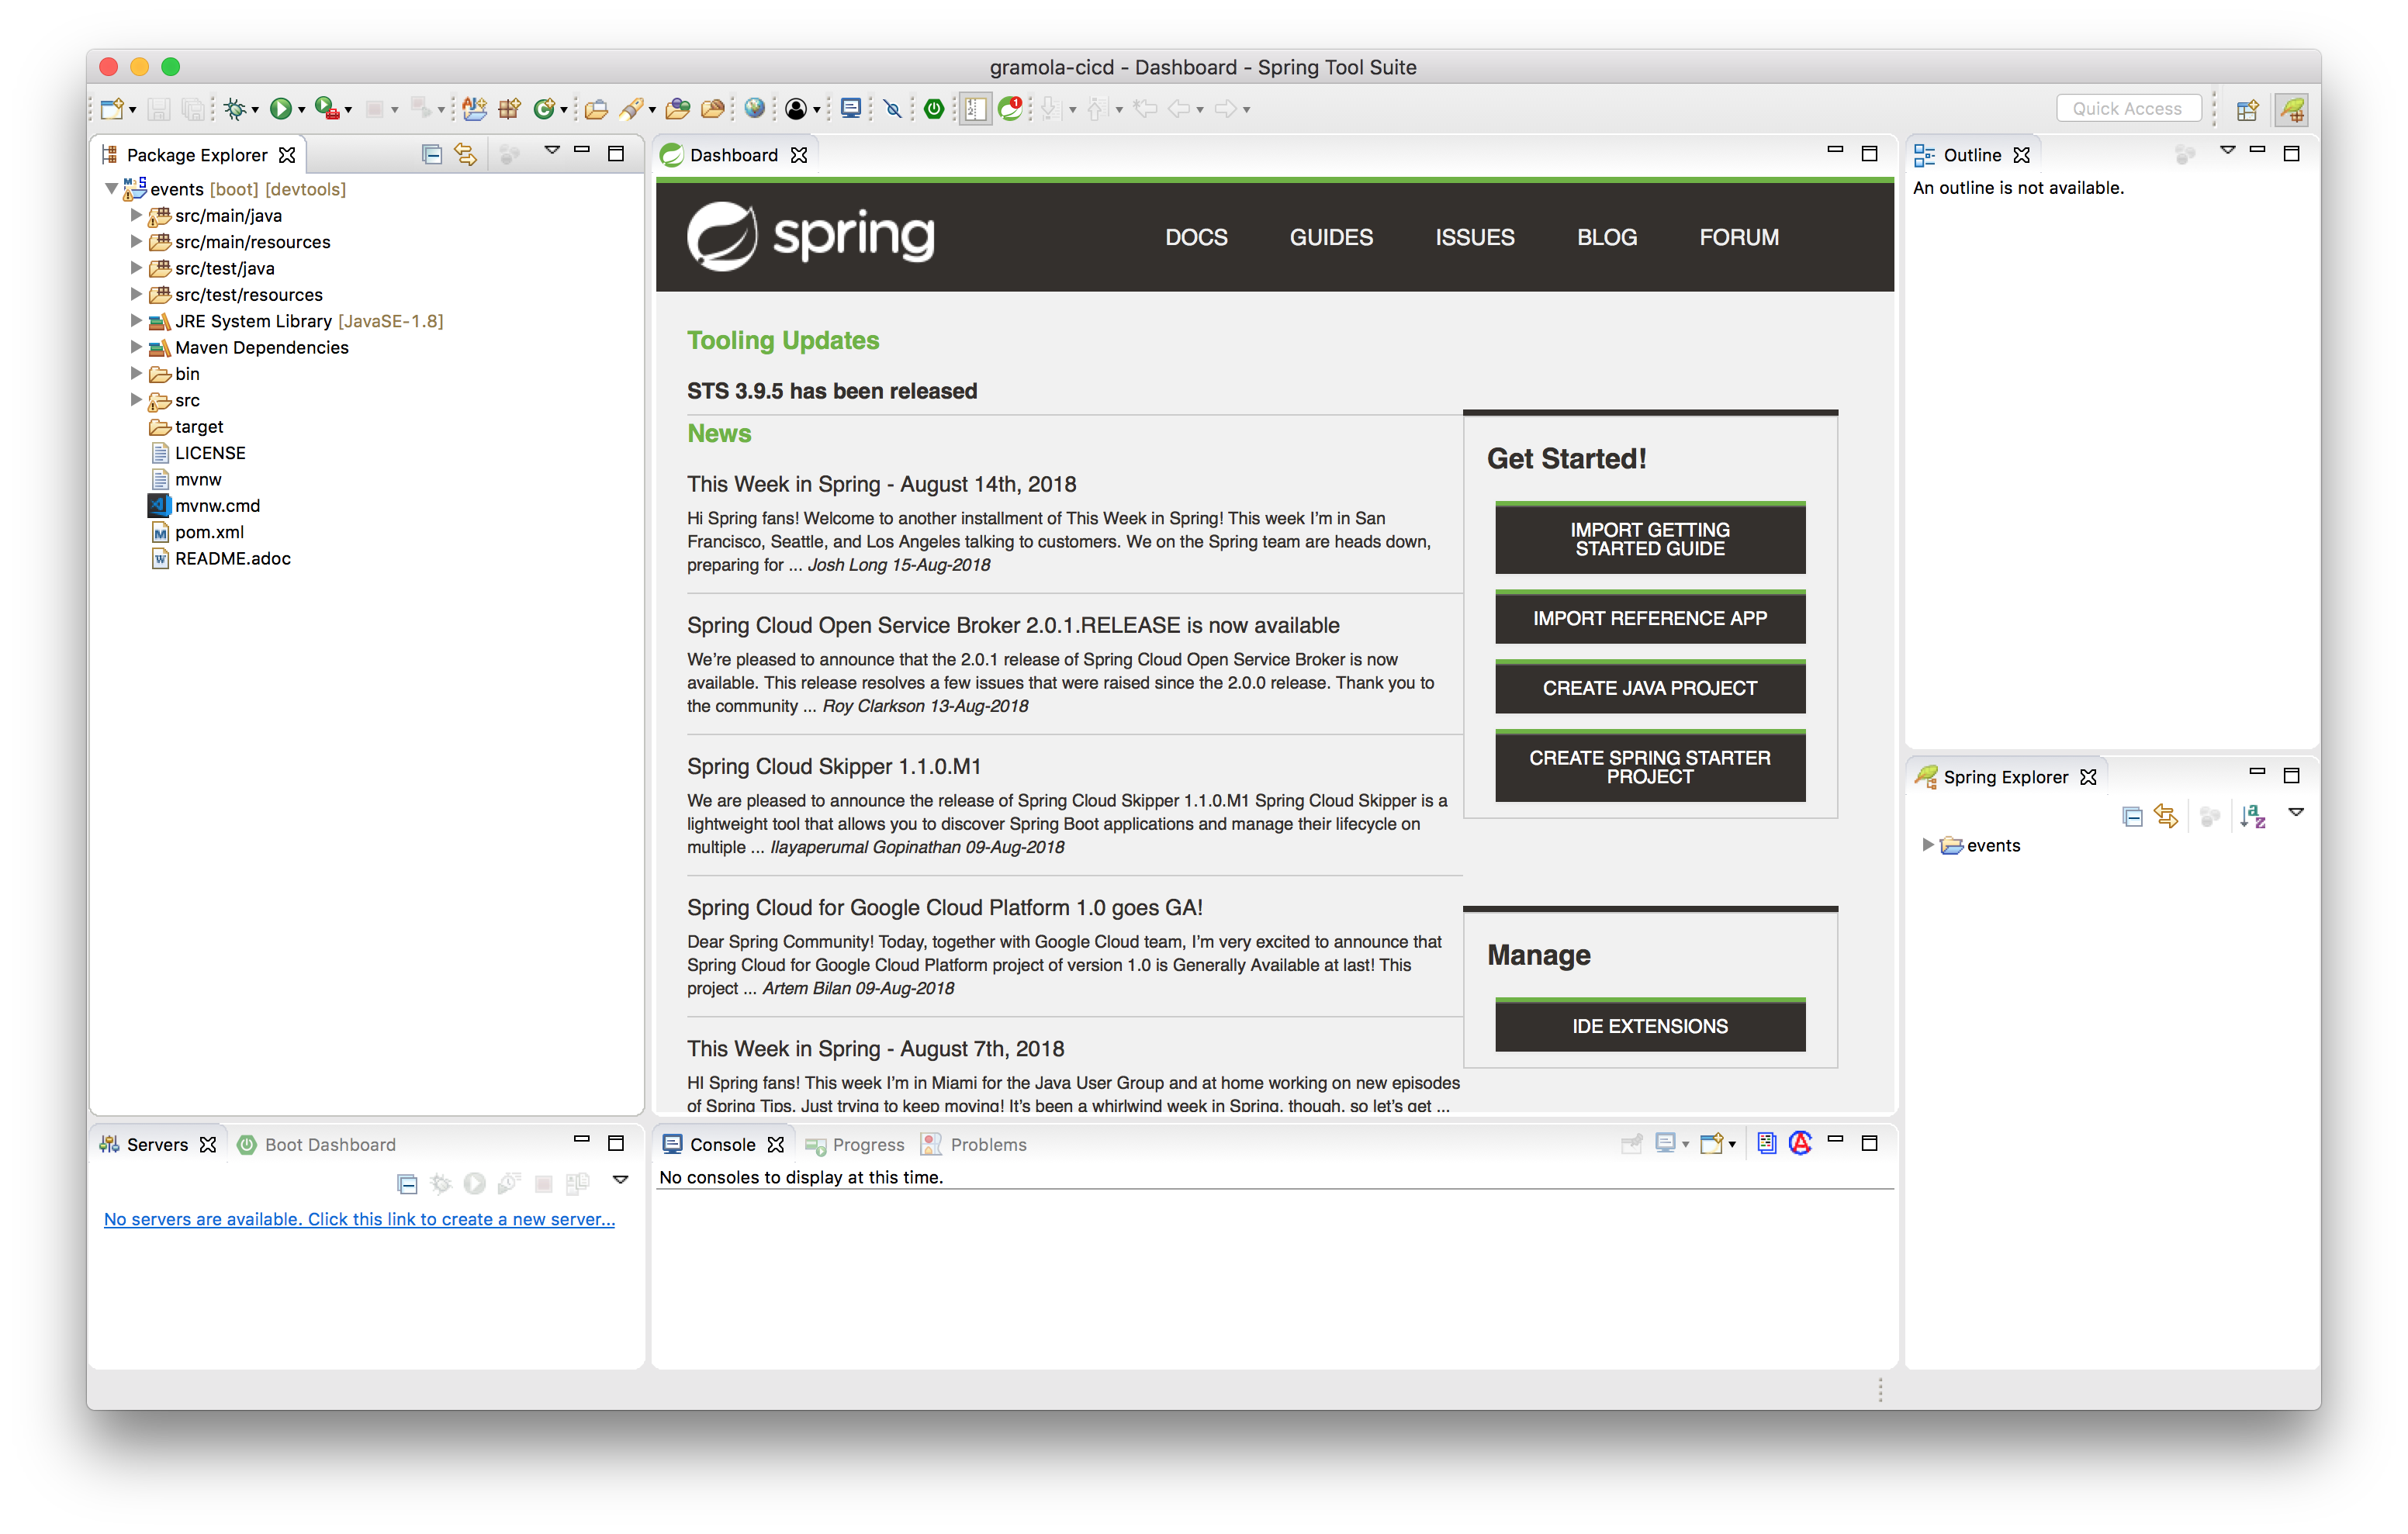 gramola-cicd - Dashboard - Spring Tool Suite
Quick Access
Package Explorer
events [boot] [devtools]
src/main/java
src/main/resources
src/test/java
src/test/resources
JRE System Library [JavaSE-1.8]
Maven Dependencies
bin
src
target
LICENSE
mvnw
mvnw.cmd
pom.xml
README.adoc
Dashboard
spring
DOCS GUIDES ISSUES BLOG FORUM
Tooling Updates
STS 3.9.5 has been released
News
This Week in Spring - August 14th, 2018
Hi Spring fans! Welcome to another installment of This Week in Spring! This week I'm in San
Francisco, Seattle, and Los Angeles talking to customers. We on the Spring team are heads down,
preparing for ... Josh Long 15-Aug-2018
Spring Cloud Open Service Broker 2.0.1.RELEASE is now available
We're pleased to announce that the 2.0.1 release of Spring Cloud Open Service Broker is now
available. This release resolves a few issues that were raised since the 2.0.0 release. Thank you to
the community ... Roy Clarkson 13-Aug-2018
Spring Cloud Skipper 1.1.0.M1
We are pleased to announce the release of Spring Cloud Skipper 1.1.0.M1 Spring Cloud Skipper is a
lightweight tool that allows you to discover Spring Boot applications and manage their lifecycle on
multiple ... Ilayaperumal Gopinathan 09-Aug-2018
Spring Cloud for Google Cloud Platform 1.0 goes GA!
Dear Spring Community! Today, together with Google Cloud team, I'm very excited to announce that
Spring Cloud for Google Cloud Platform project of version 1.0 is Generally Available at last! This
project ... Artem Bilan 09-Aug-2018
This Week in Spring - August 7th, 2018
HI Spring fans! This week I'm in Miami for the Java User Group and at home working on new episodes
of Spring Tips. Just trying to keep moving! It's been a whirlwind week in Spring, though, so let's get ...
Get Started!
IMPORT GETTING
STARTED GUIDE
IMPORT REFERENCE APP
CREATE JAVA PROJECT
CREATE SPRING STARTER
PROJECT
Manage
IDE EXTENSIONS
Outline
An outline is not available.
Spring Explorer
events
Servers Boot Dashboard
No servers are available. Click this link to create a new server...
Console Progress Problems
No consoles to display at this time.